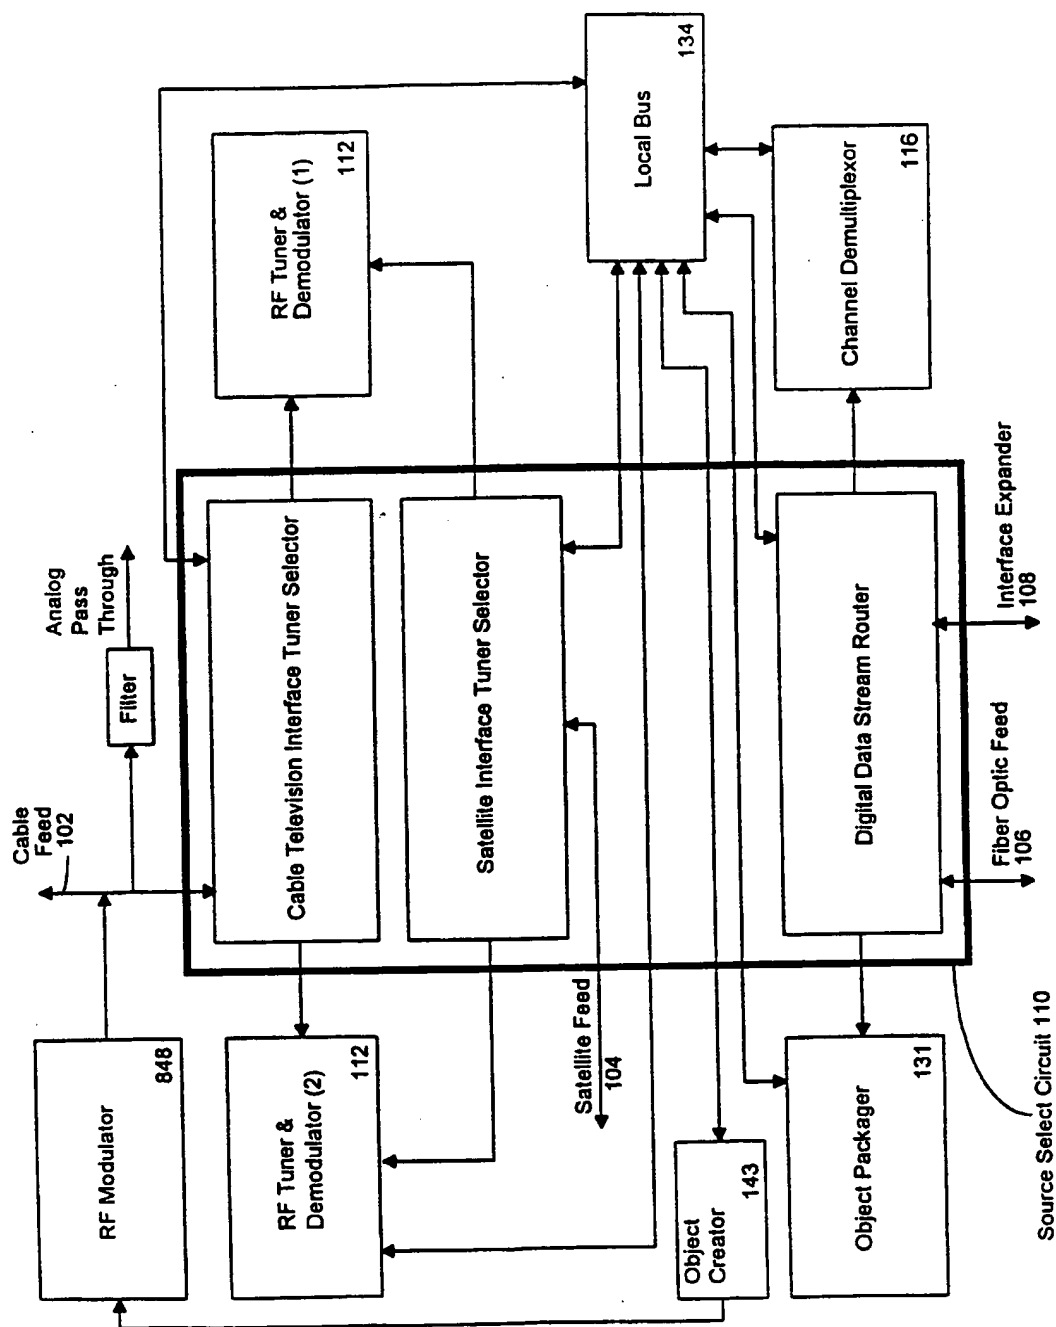 RF Modulator
848
Cable
Feed
102
Filter
Analog
Pass
Through
RF Tuner &
Demodulator (2)
112
Cable Television Interface Tuner Selector
RF Tuner &
Demodulator (1)
112
Satellite Interface Tuner Selector
Satellite Feed
104
Local Bus
134
Object
Creator
143
Object Packager
131
Digital Data Stream Router
Channel Demultiplexor
116
Fiber Optic Feed
106
Interface Expander
108
Source Select Circuit 110